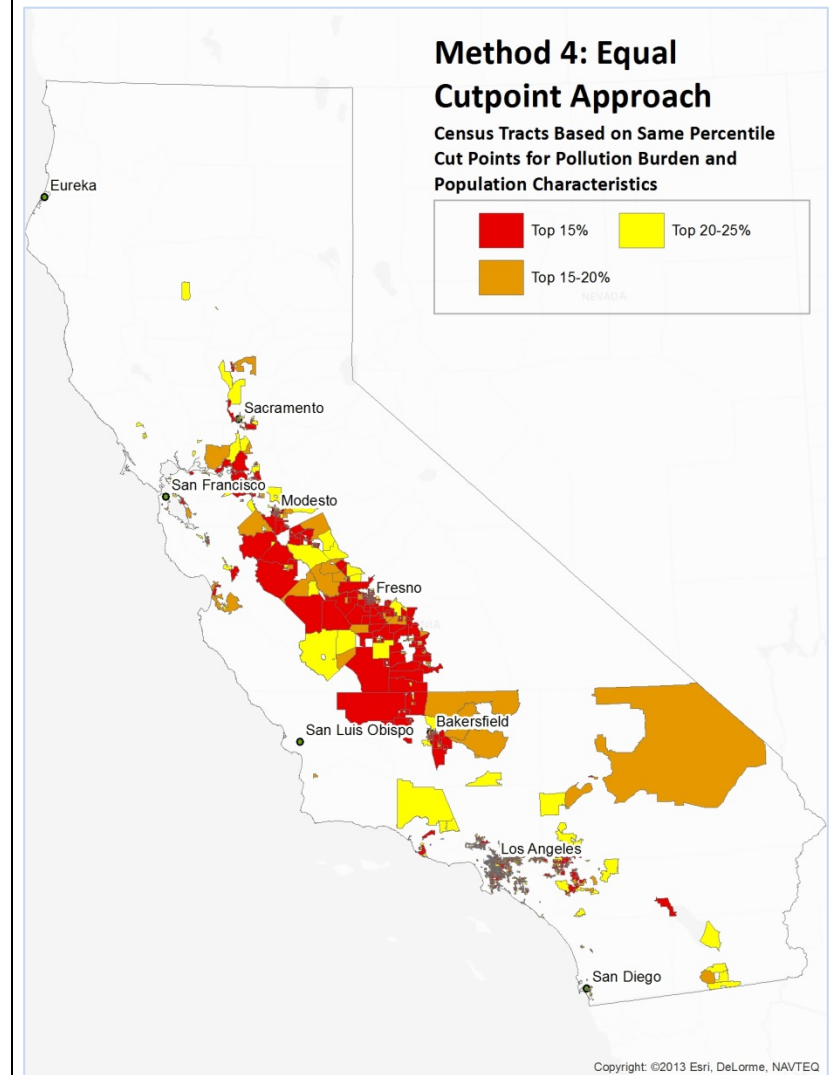 Method 4: Equal
Cutpoint Approach
Census Tracts Based on Same Percentile
Cut Points for Pollution Burden and
Population Characteristics
Top 15%
Top 20-25%
Top 15-20%
NEVADA
Eureka
Sacramento
San Francisco
Modesto
Fresno
Bakersfield
San Luis Obispo
Los Angeles
San Diego
Copyright: ©2013 Esri, DeLorme, NAVTEQ